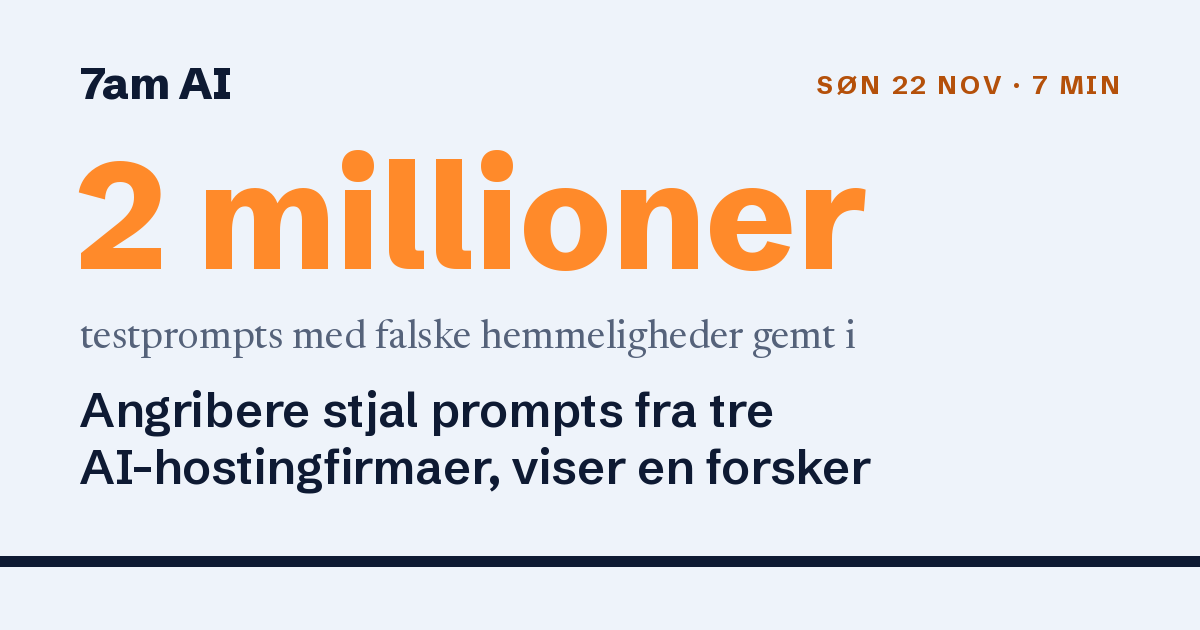 7am AI
SØN 22 NOV · 7 MIN
2 millioner
testprompts med falske hemmeligheder gemt i
Angribere stjal prompts fra tre
AI-hostingfirmaer, viser en forsker